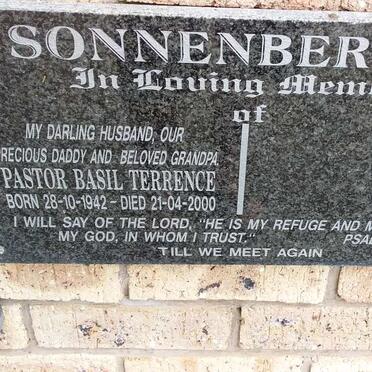 SONNENBER
In Loving Mem
of
MY DARLING HUSBAND, OUR
RECIOUS DADDY AND BELOVED GRANDPA,
PASTOR BASIL TERRENCE
BORN 28-10-1942 - DIED 21-04-2000
I WILL SAY OF THE LORD, "HE IS MY REFUGE AND M
MY GOD, IN WHOM I TRUST." PSA
TILL WE MEET AGAIN